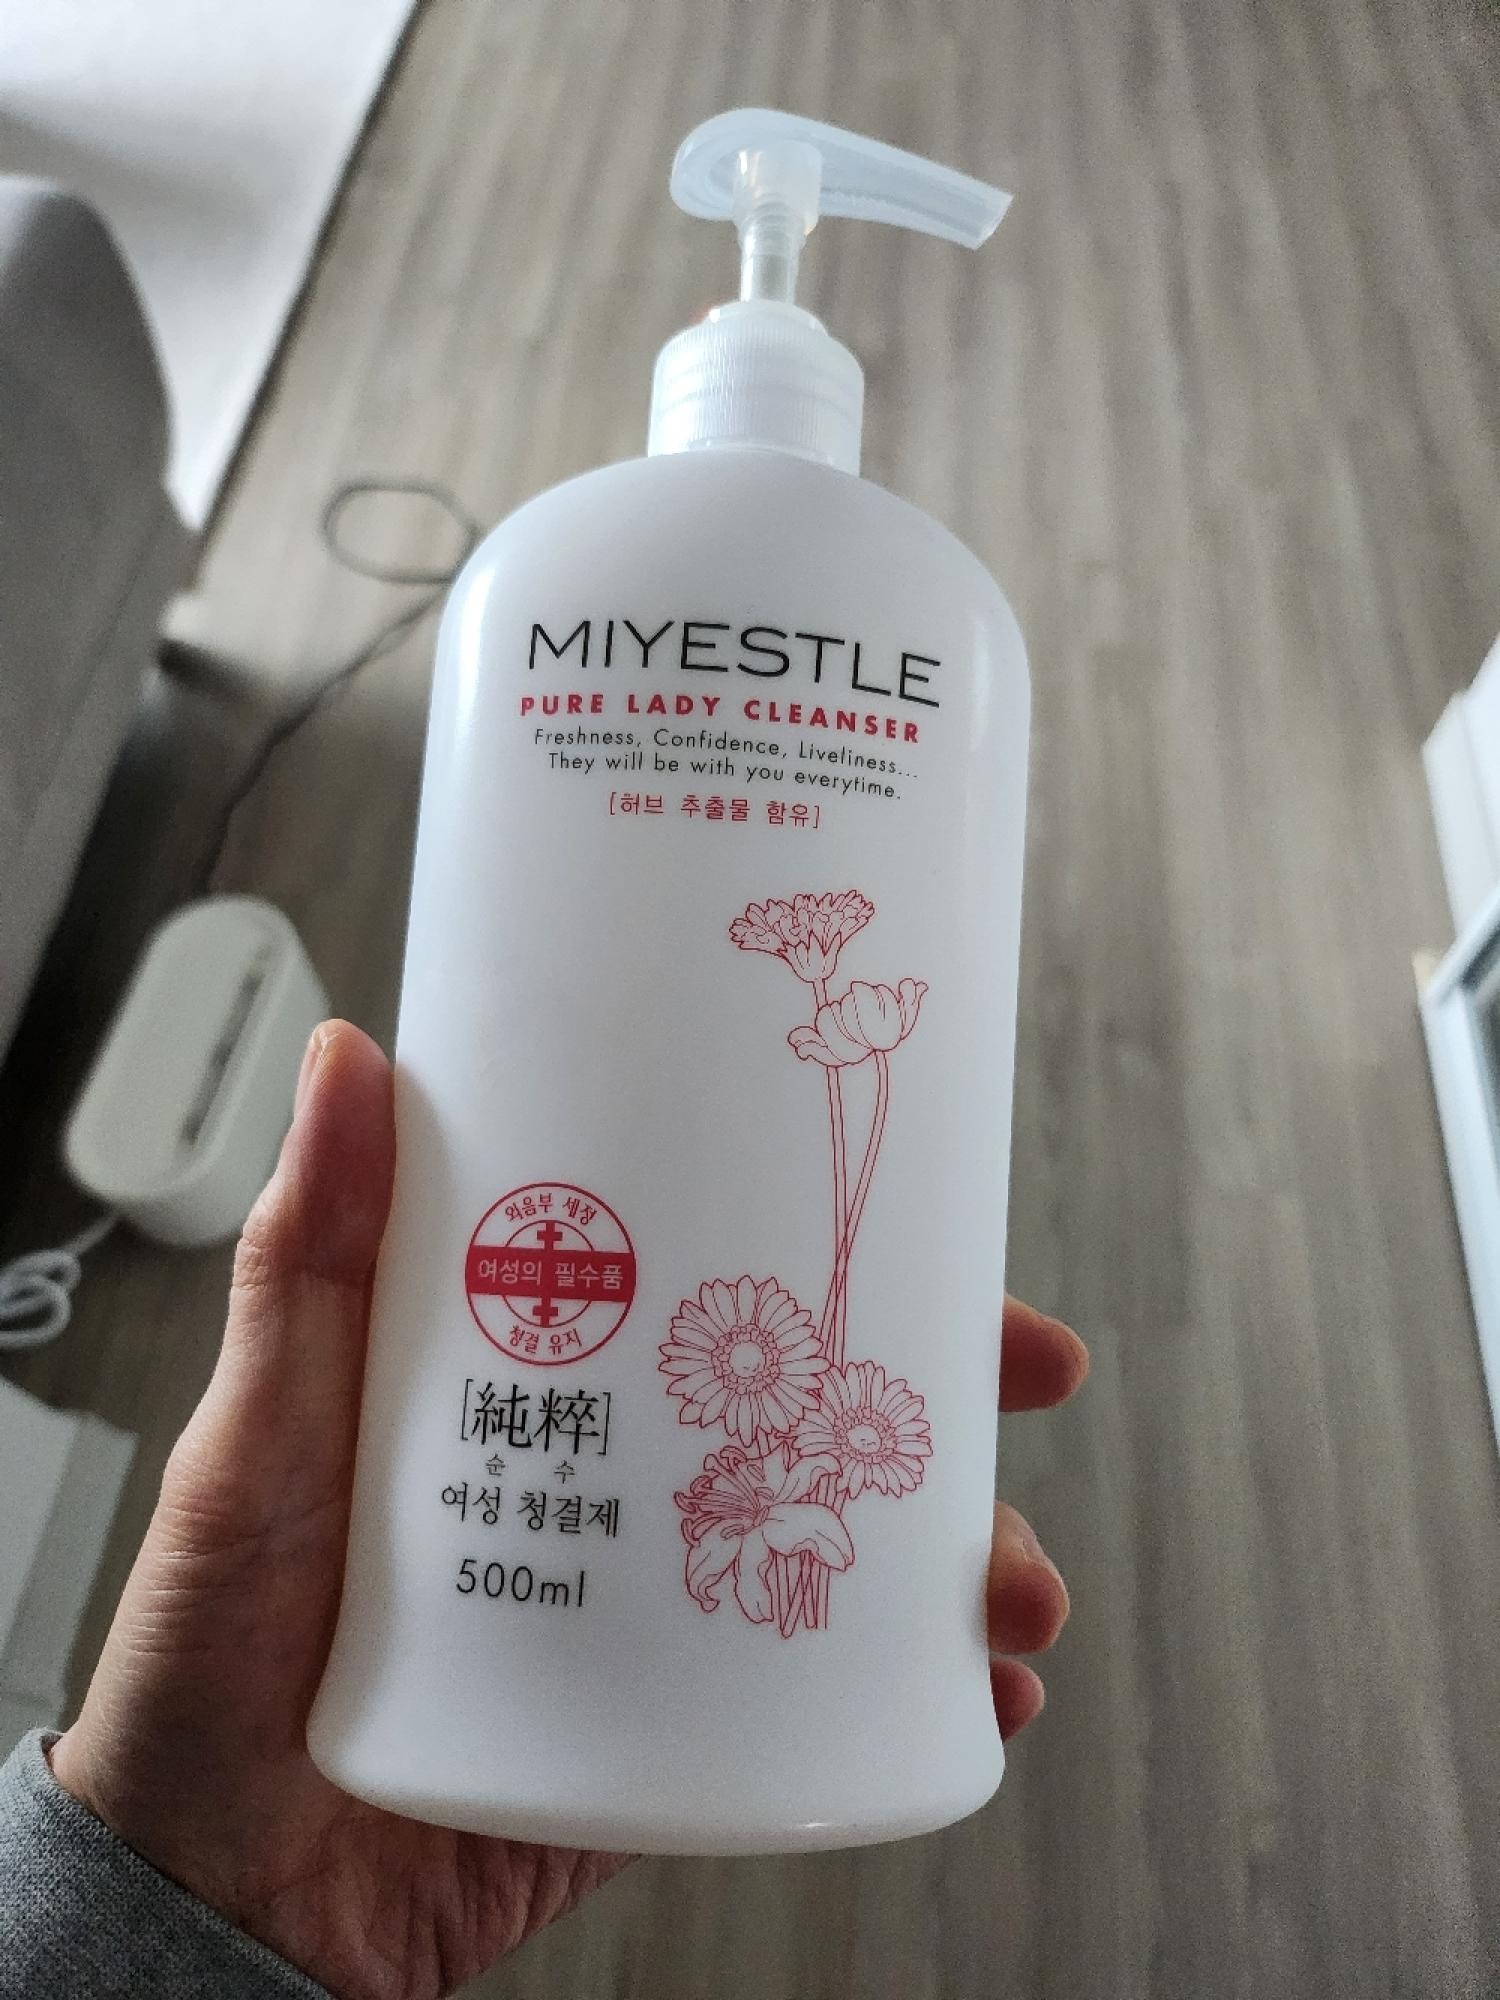 MIYESTLE
PURE LADY CLEANSER
Freshness, Confidence, Liveliness...
They will be with you everytime.
[허브 추출물 함유]
외음부 세정
여성의 필수품
청결 유지
[純粹]
순 수
여성 청결제
500ml